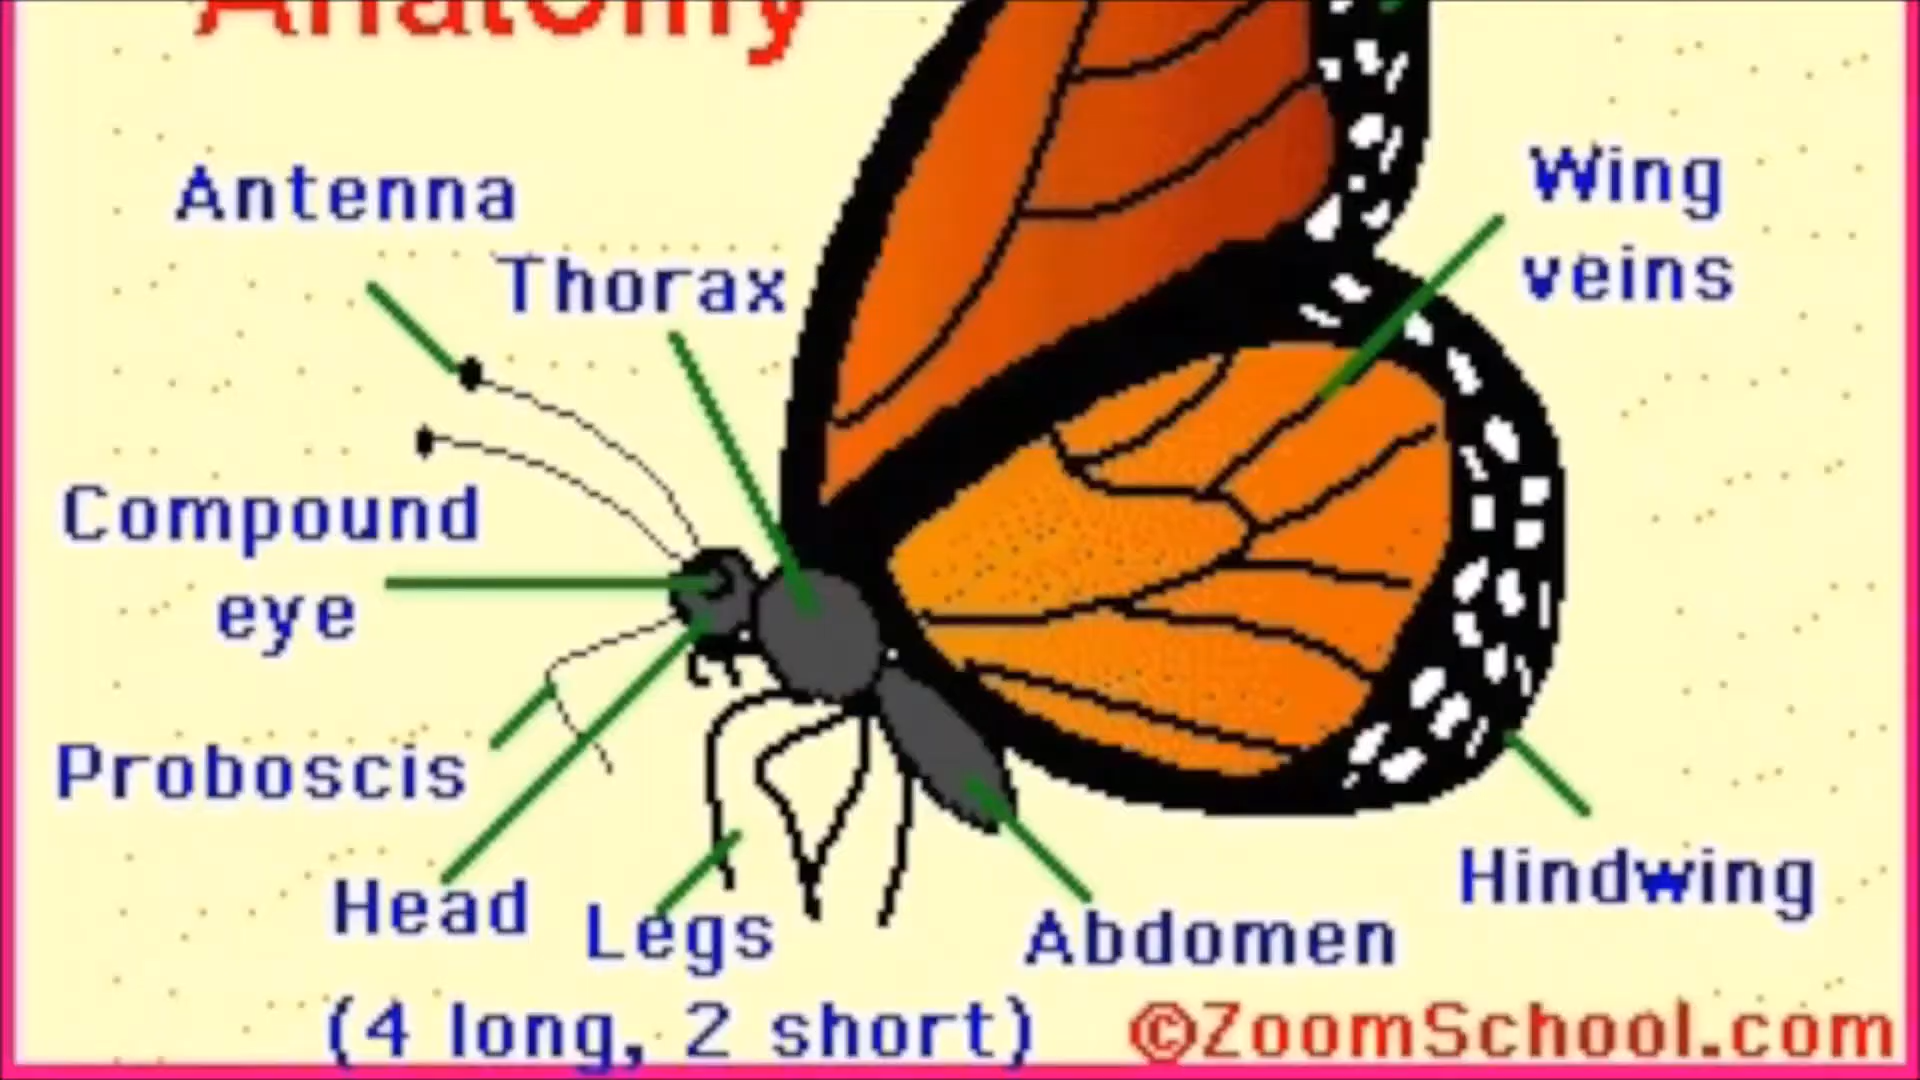 Anatomy
Antenna
Thorax
Wing
veins
Compound
eye
Proboscis
Head
Legs
Abdomen
Hindwing
(4 long, 2 short)
©ZoomSchool.com